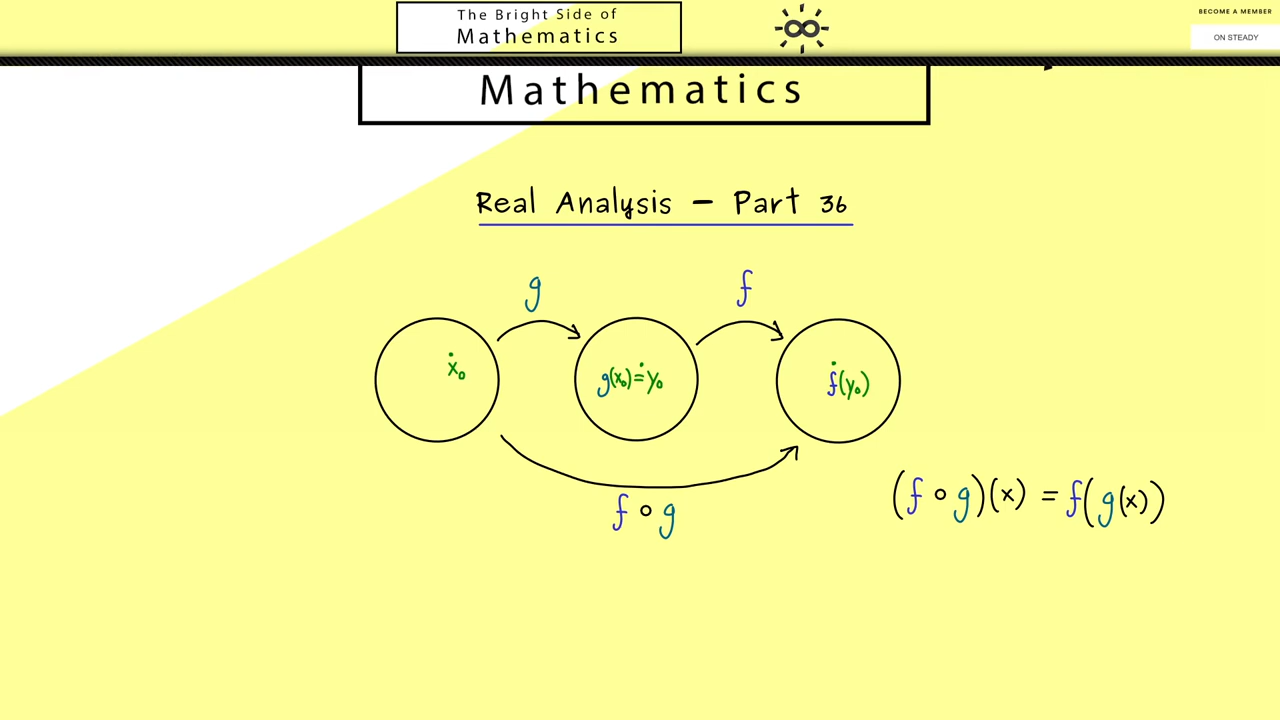 The Bright Side of
Mathematics
BECOME A MEMBER
ON STEADY
Mathematics
Real Analysis - Part 36
g
f
x₀
g(x₀)=y₀
f(y₀)
(f ∘ g)(x) = f(g(x))
f ∘ g